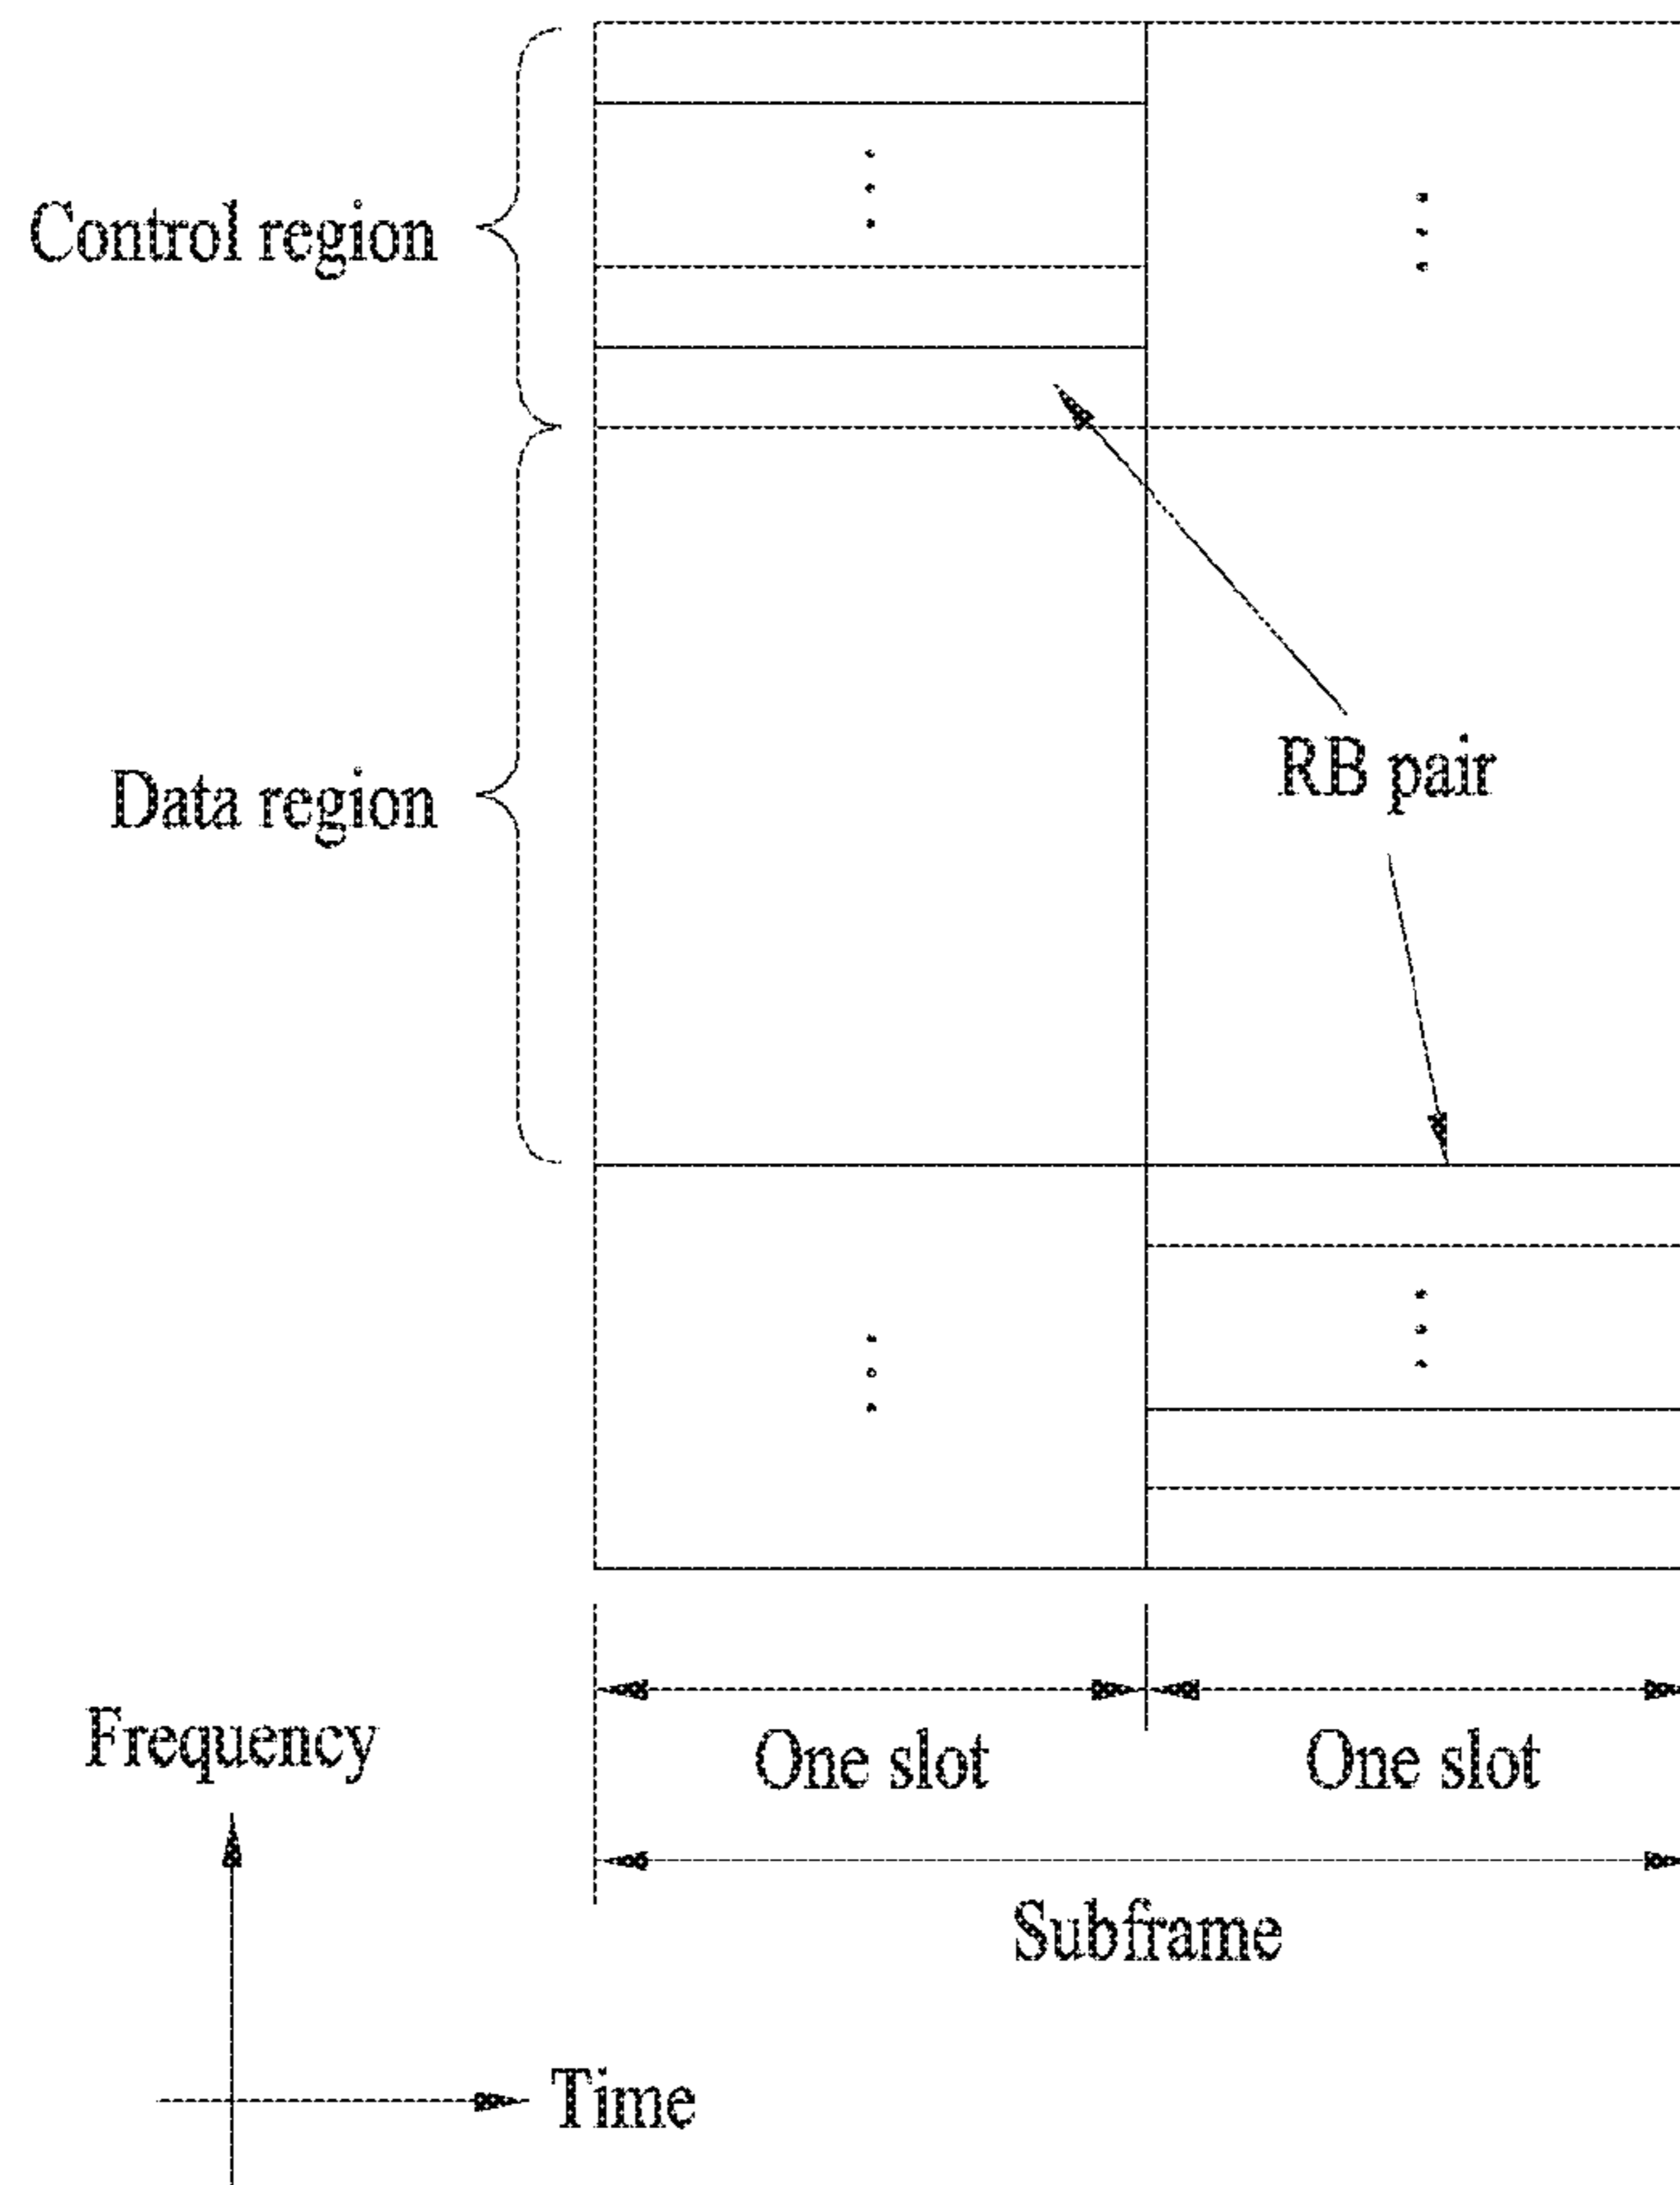 Control region
Data region
RB pair
One slot
One slot
Subframe
Frequency
Time